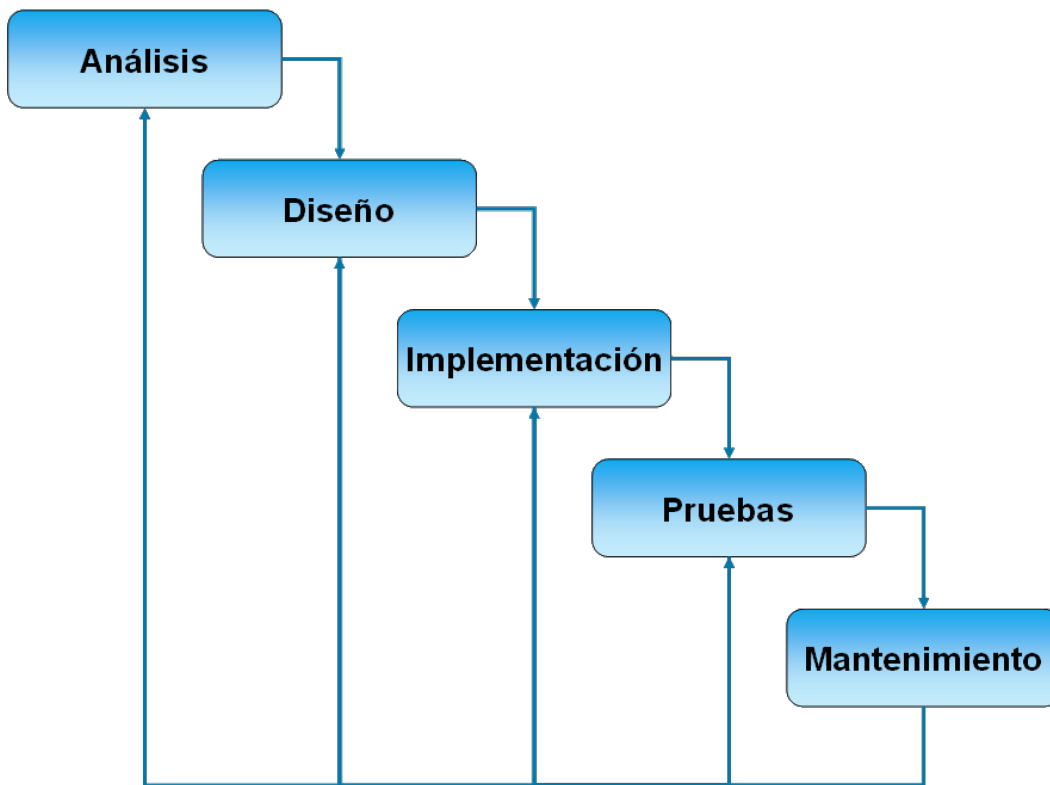 Análisis
Diseño
Implementación
Pruebas
Mantenimiento